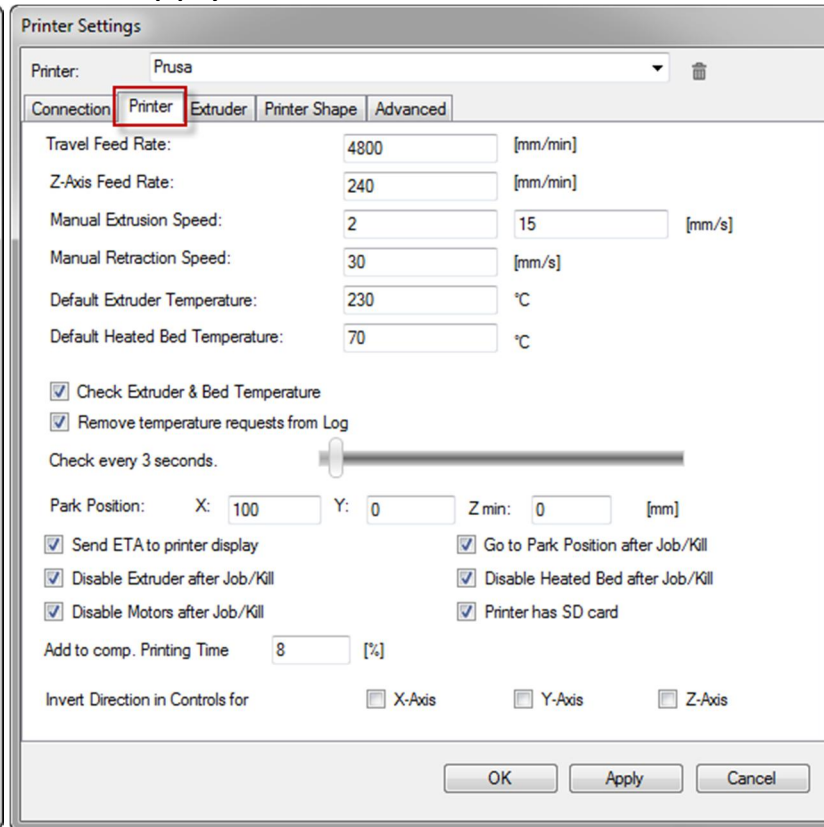 Printer Settings
Printer: Prusa
Connection Printer Extruder Printer Shape Advanced
Travel Feed Rate: 4800 [mm/min]
Z-Axis Feed Rate: 240 [mm/min]
Manual Extrusion Speed: 2 15 [mm/s]
Manual Retraction Speed: 30 [mm/s]
Default Extruder Temperature: 230 °C
Default Heated Bed Temperature: 70 °C
Check Extruder & Bed Temperature
Remove temperature requests from Log
Check every 3 seconds.
Park Position: X: 100 Y: 0 Z min: 0 [mm]
Send ETA to printer display Go to Park Position after Job/Kill
Disable Extruder after Job/Kill Disable Heated Bed after Job/Kill
Disable Motors after Job/Kill Printer has SD card
Add to comp. Printing Time 8 [%]
Invert Direction in Controls for X-Axis Y-Axis Z-Axis
OK Apply Cancel